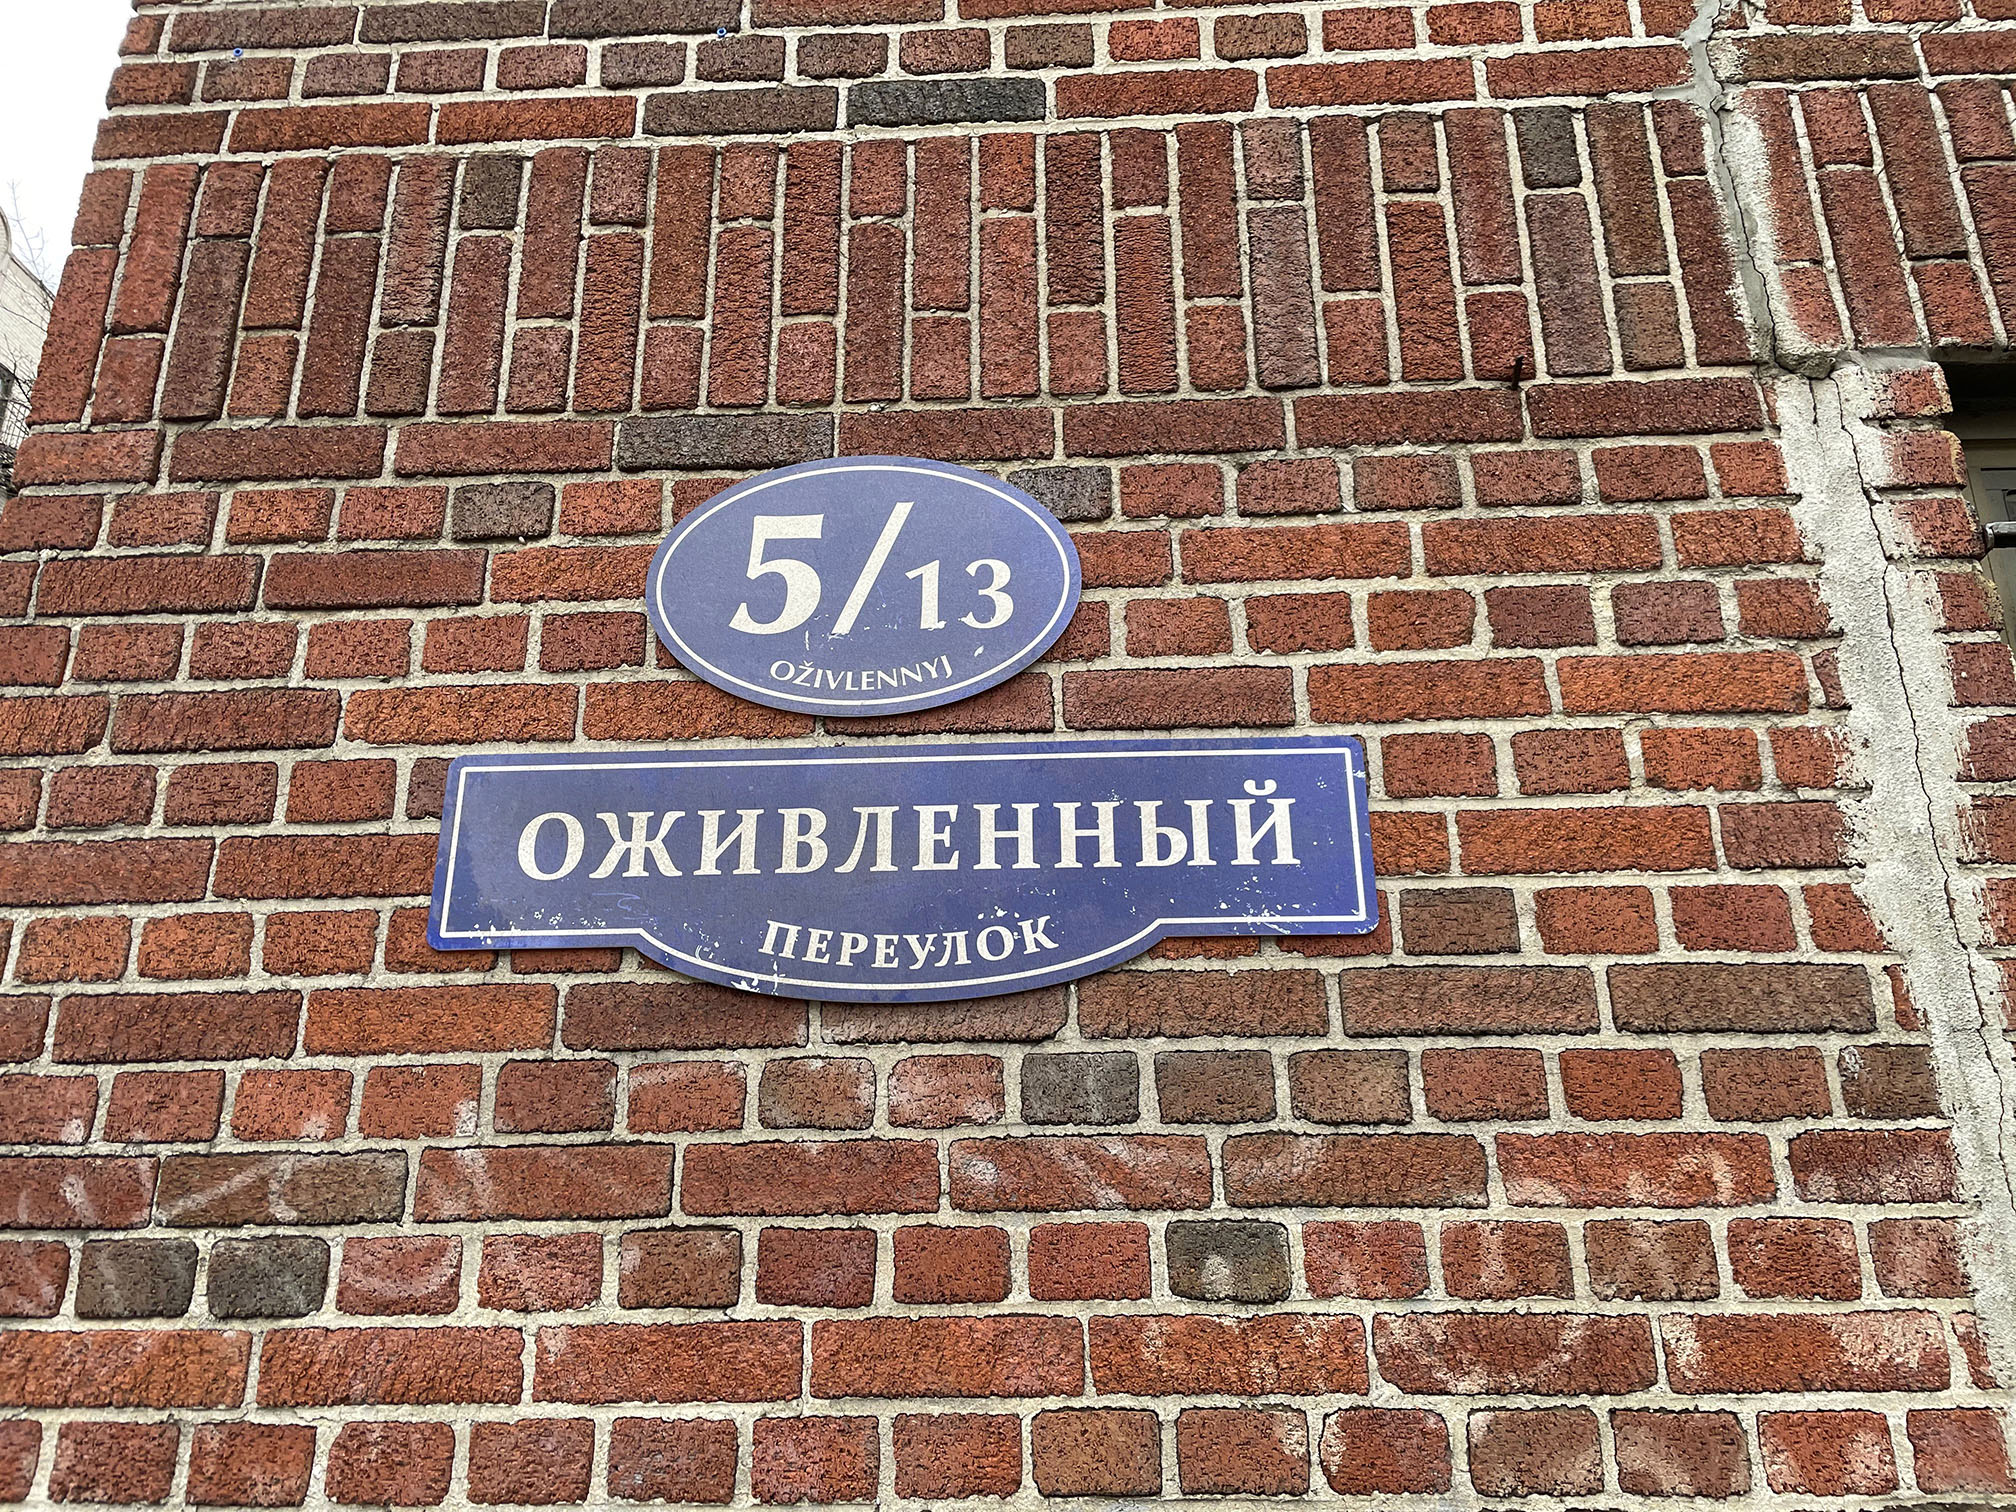 5/13
OŽIVLENNYJ
ОЖИВЛЕННЫЙ
ПЕРЕУЛОК